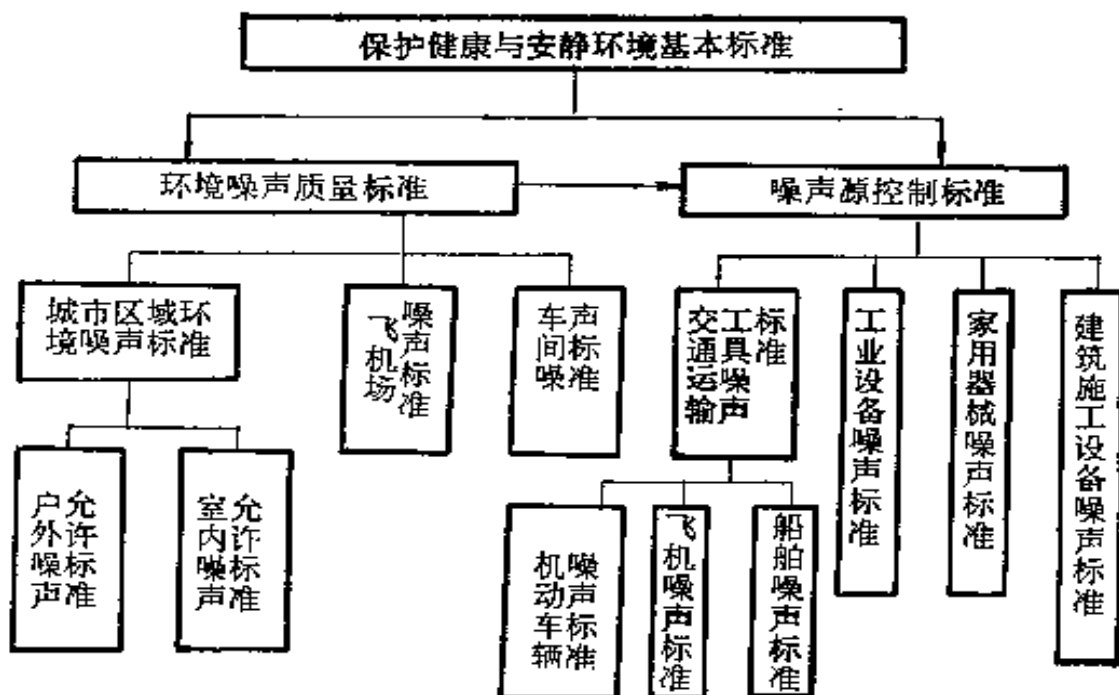 保护健康与安静环境基本标准
环境噪声质量标准
噪声源控制标准
城市区域环
境噪声标准
飞机场
噪声标准
车间噪
声标准
交通运输
工具噪声
标准
工业设备噪声标准
家用器械噪声标准
建筑施工设备噪声标准
户外噪声
允许标准
室内噪声
允许标准
机动车辆
噪声标准
飞机噪声标准
船舶噪声标准